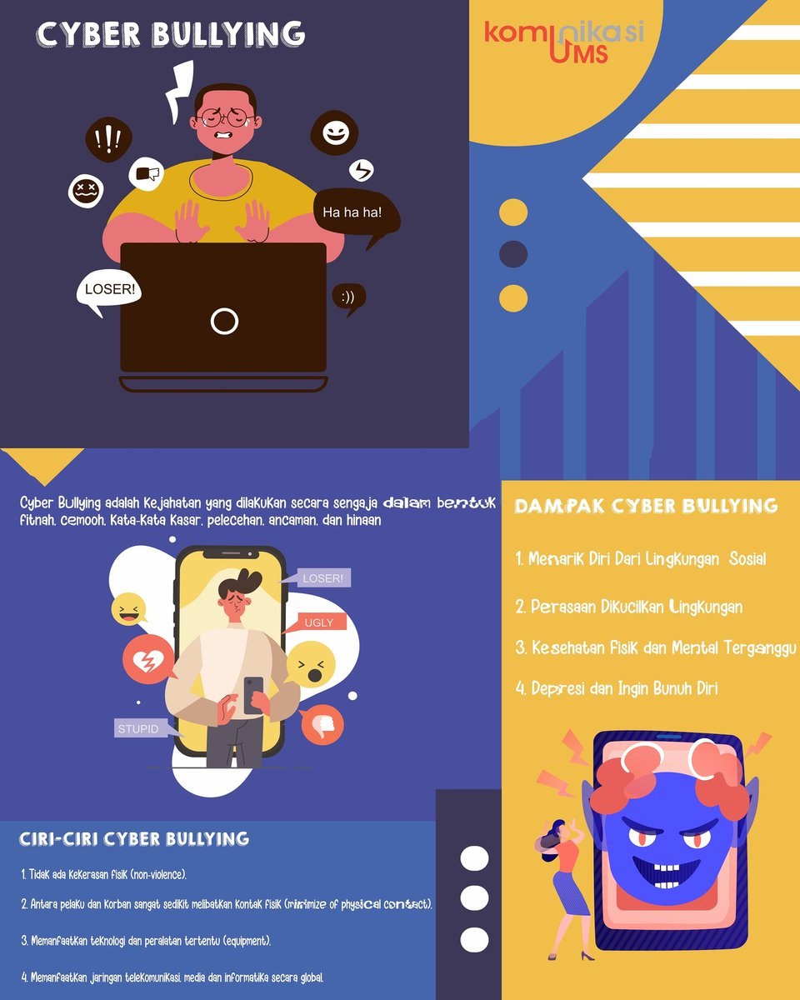 CYBER BULLYING
komunikasi
UMS
!!!
Ha ha ha!
LOSER!
:))
Cyber Bullying adalah Kejahatan yang dilakukan secara sengaja dalam bentuk
fitnah, cemooh, Kata-Kata Kasar, pelecehan, ancaman, dan hinaan
LOSER!
UGLY
STUPID
DAMPAK CYBER BULLYING
1. Menarik Diri Dari Lingkungan Sosial
2. Perasaan Dikucilkan Lingkungan
3. Kesehatan Fisik dan Mental Terganggu
4. Depresi dan Ingin Bunuh Diri
CIRI-CIRI CYBER BULLYING
1. Tidak ada kekerasan fisik (non-violence).
2. Antara pelaku dan Korban sangat sedikit melibatkan Kontak fisik (minimize of physical contact).
3. Memanfaatkan teknologi dan peralatan tertentu (equipment).
4. Memanfaatkan jaringan telekomunikasi, media dan informatika secara global.